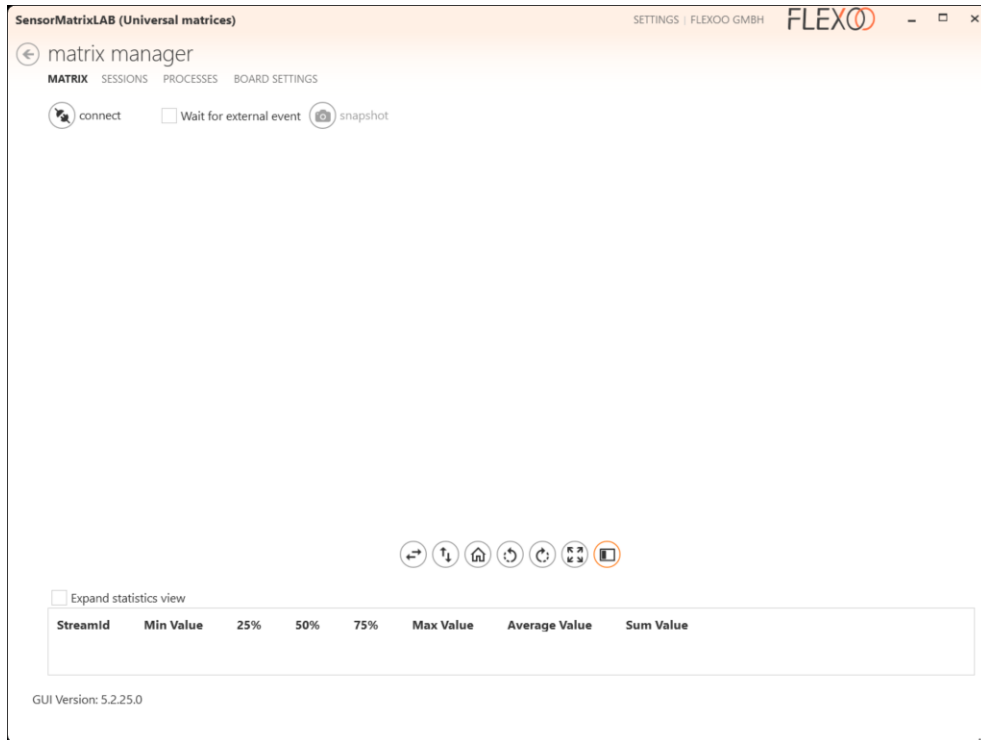 SensorMatrixLAB (Universal matrices) SETTINGS | FLEXOO GMBH FLEXOO
matrix manager
MATRIX SESSIONS PROCESSES BOARD SETTINGS
connect Wait for external event snapshot
Expand statistics view
StreamId Min Value 25% 50% 75% Max Value Average Value Sum Value
GUI Version: 5.2.25.0